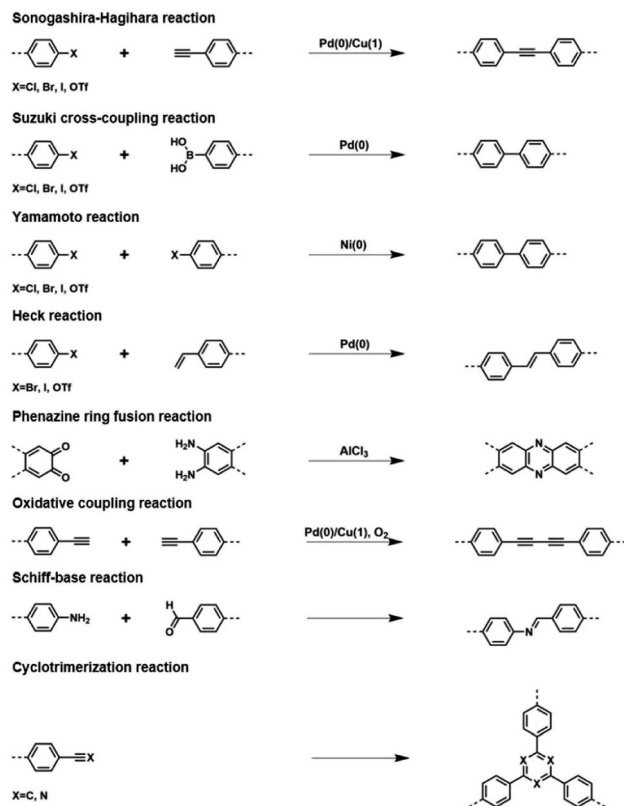 Sonogashira-Hagihara reaction
X + Pd(0)/Cu(1)
X=Cl, Br, I, OTf
Suzuki cross-coupling reaction
X + HO B HO Pd(0)
X=Cl, Br, I, OTf
Yamamoto reaction
X + X Ni(0)
X=Cl, Br, I, OTf
Heck reaction
X + Pd(0)
X=Br, I, OTf
Phenazine ring fusion reaction
O O + H₂N H₂N AlCl₃ N N
Oxidative coupling reaction
+ Pd(0)/Cu(1), O₂
Schiff-base reaction
NH₂ + H O N
Cyclotrimerization reaction
X X X X
X=C, N